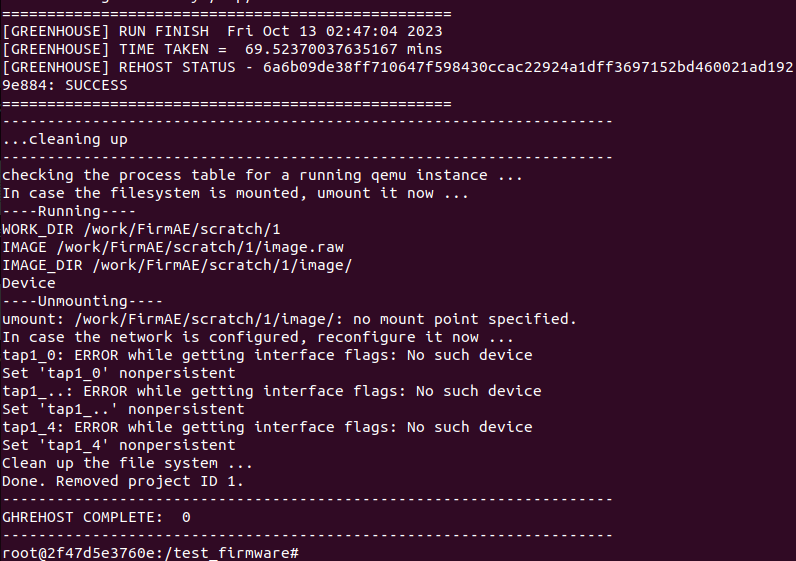 ==================================================
[GREENHOUSE] RUN FINISH  Fri Oct 13 02:47:04 2023
[GREENHOUSE] TIME TAKEN =  69.52370037635167 mins
[GREENHOUSE] REHOST STATUS - 6a6b09de38ff710647f598430ccac22924a1dff3697152bd460021ad192
9e884: SUCCESS
==================================================
--------------------------------------------------------------------
...cleaning up
--------------------------------------------------------------------
checking the process table for a running qemu instance ...
In case the filesystem is mounted, umount it now ...
----Running----
WORK_DIR /work/FirmAE/scratch/1
IMAGE /work/FirmAE/scratch/1/image.raw
IMAGE_DIR /work/FirmAE/scratch/1/image/
Device
----Unmounting----
umount: /work/FirmAE/scratch/1/image/: no mount point specified.
In case the network is configured, reconfigure it now ...
tap1_0: ERROR while getting interface flags: No such device
Set 'tap1_0' nonpersistent
tap1_..: ERROR while getting interface flags: No such device
Set 'tap1_..' nonpersistent
tap1_4: ERROR while getting interface flags: No such device
Set 'tap1_4' nonpersistent
Clean up the file system ...
Done. Removed project ID 1.
--------------------------------------------------------------------
GHREHOST COMPLETE:  0
--------------------------------------------------------------------
root@2f47d5e3760e:/test_firmware#